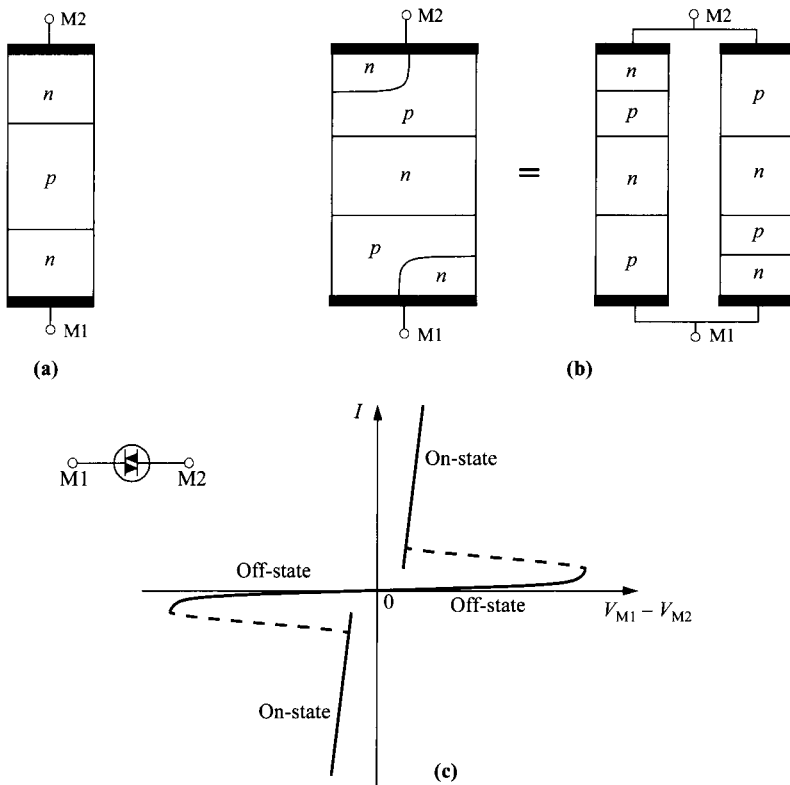 M2
n
p
n
M1
(a)
M2
n
p
n
p
n
M1
=
M2
n
p
n
p
p
n
p
n
M1
(b)
I
On-state
M1 M2
Off-state
0
Off-state
V_M1 − V_M2
On-state
(c)